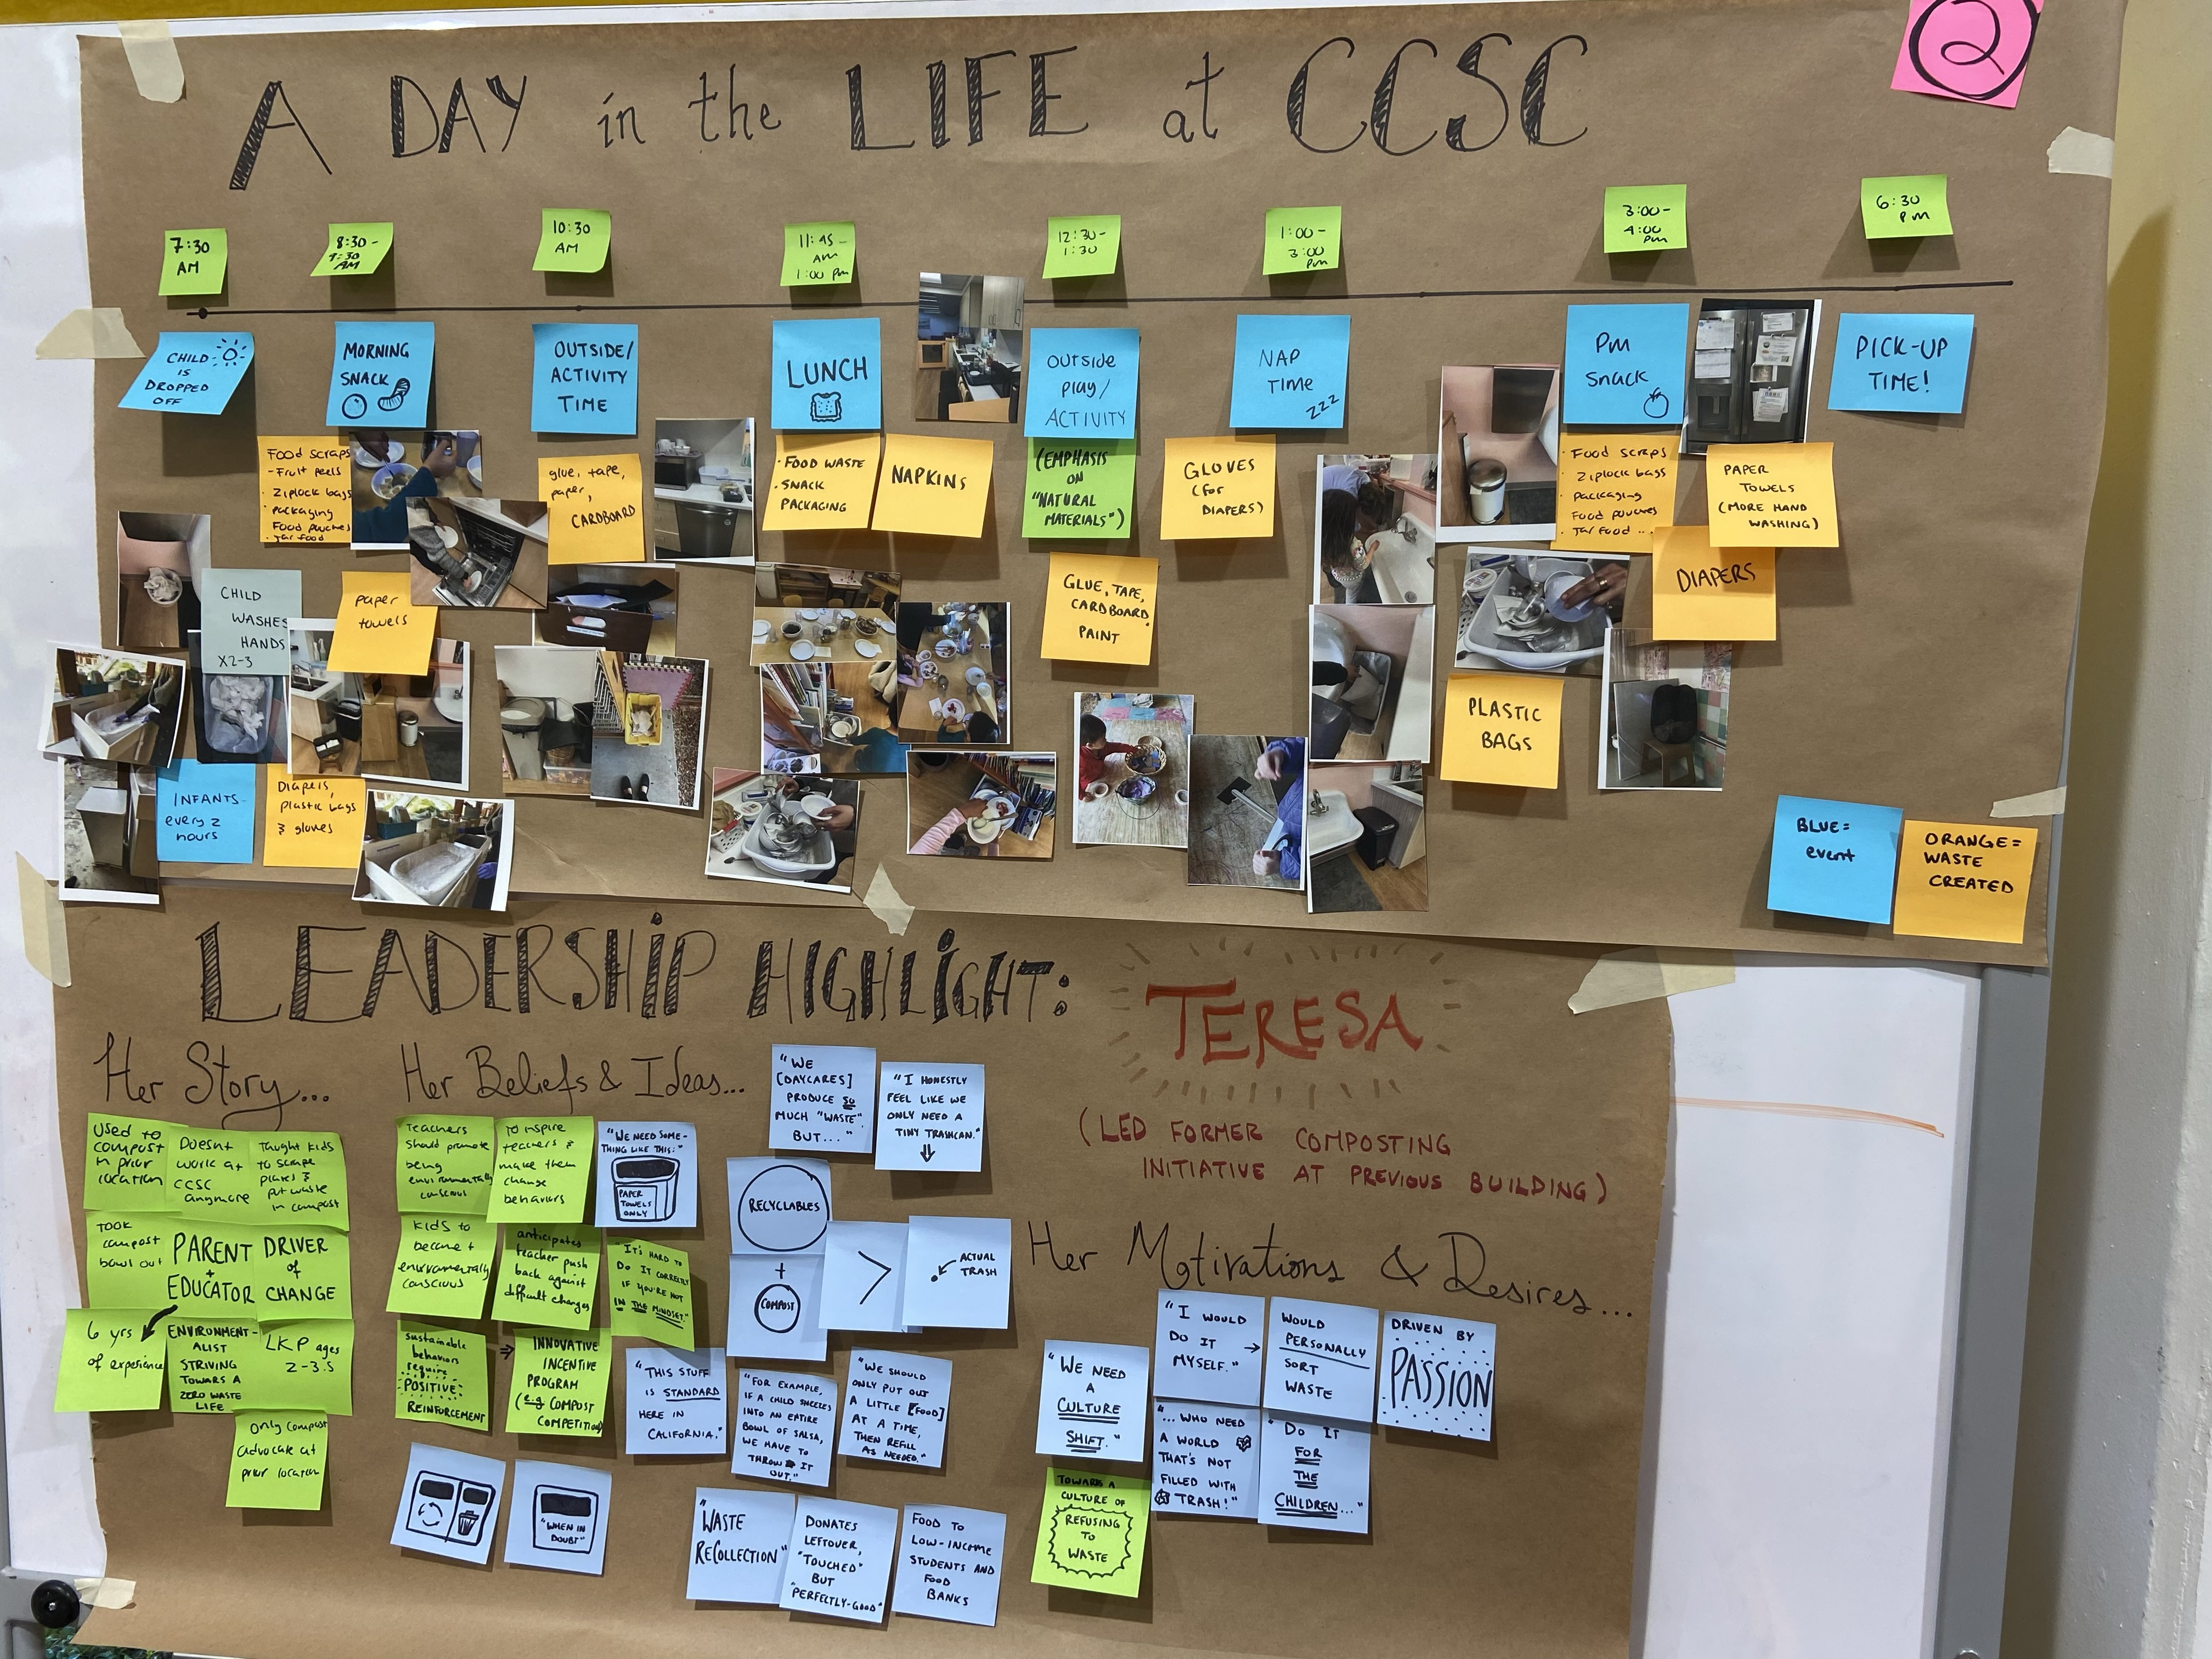 A DAY in the LIFE at CCSC
2
7:30
AM
8:30-
9:30
AM
10:30
AM
11:45-
AM
1:00 pm
12:30-
1:30
1:00-
3:00
pm
3:00-
4:00
pm
6:30
pm
CHILD
IS
DROPPED
OFF
MORNING
SNACK
OUTSIDE/
ACTIVITY
TIME
LUNCH
OUTSIDE
play/
ACTIVITY
NAP
TIME
ZZZ
Pm
snack
PICK-UP
TIME!
Food scraps
- Fruit peels
· Ziplock bags
· packaging
Food pouches
· Jar food
glue, tape,
paper,
CARDBOARD
· FOOD WASTE
· SNACK
PACKAGING
NAPKINS
(EMPHASIS
ON
"NATURAL
MATERIALS")
GLOVES
(for
DIAPERS)
· Food scraps
· Ziplock bags
· packaging
Food pouches
· Jar food ...
PAPER
TOWELS
(MORE HAND
WASHING)
DIAPERS
CHILD
WASHES
HANDS
X2-3
paper
towels
GLUE, TAPE,
CARDBOARD,
PAINT
PLASTIC
BAGS
INFANTS-
every 2
hours
Diapers,
plastic bags
& gloves
BLUE=
event
ORANGE=
WASTE
CREATED
LEADERSHIP HIGHLIGHT:
TERESA
(LED FORMER COMPOSTING
INITIATIVE AT PREVIOUS BUILDING)
Her Story...
Used to
compost
in prior
location
Doesnt
work at
CCSC
anymore
Taught kids
to scrape
plates &
put waste
in compost
TOOK
compost
bowl out
PARENT
+
EDUCATOR
DRIVER
of
CHANGE
6 yrs
of experience
ENVIRONMENT-
ALIST
STRIVING
TOWARS A
ZERO WASTE
LIFE
LKP ages
2-3.5
Only compost
advocate at
prior location
Her Beliefs & Ideas...
Teachers
should promote
being
environmentally
conscious
To inspire
teachers &
make them
change
behaviors
"WE NEED SOME-
THING LIKE THIS:"
PAPER
TOWELS
ONLY
kids to
become +
environmentally
conscious
anticipates
teacher push
back against
difficult changes
"IT'S HARD TO
DO IT CORRECTLY
IF YOU'RE NOT
IN THE MINDSET."
sustainable
behaviors
require
POSITIVE
REINFORCEMENT
INNOVATIVE
INCENTIVE
PROGRAM
(e.g COMPOST
COMPETITION)
"THIS STUFF
IS STANDARD
HERE IN
CALIFORNIA."
"WHEN IN
DOUBT"
"WE
[DAYCARES]
PRODUCE SO
MUCH "WASTE".
BUT..."
"I HONESTLY
FEEL LIKE WE
ONLY NEED A
TINY TRASHCAN."
RECYCLABLES
+
COMPOST
>
ACTUAL
TRASH
"FOR EXAMPLE,
IF A CHILD SNEEZES
INTO AN ENTIRE
BOWL OF SALSA,
WE HAVE TO
THROW IT
OUT."
"WE SHOULD
ONLY PUT OUT
A LITTLE [FOOD]
AT A TIME,
THEN REFILL
AS NEEDED."
"WASTE
RECOLLECTION"
DONATES
LEFTOVER,
"TOUCHED"
BUT
"PERFECTLY-GOOD"
FOOD TO
LOW-INCOME
STUDENTS AND
FOOD
BANKS
Her Motivations & Desires...
"WE NEED
A
CULTURE
SHIFT."
"I WOULD
DO IT
MYSELF."
WOULD
PERSONALLY
SORT
WASTE
DRIVEN BY
PASSION
"... WHO NEED
A WORLD
THAT'S NOT
FILLED WITH
TRASH!"
"DO IT
FOR
THE
CHILDREN..."
TOWARDS A
CULTURE OF
REFUSING
TO
WASTE